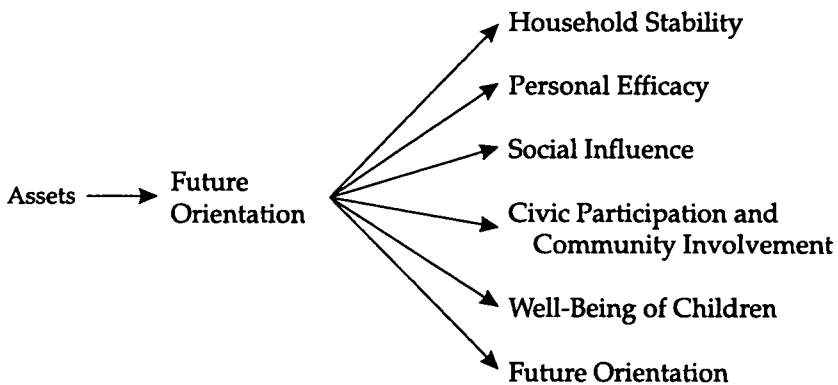 Household Stability
Personal Efficacy
Social Influence
Assets
Future
Orientation
Civic Participation and
Community Involvement
Well-Being of Children
Future Orientation